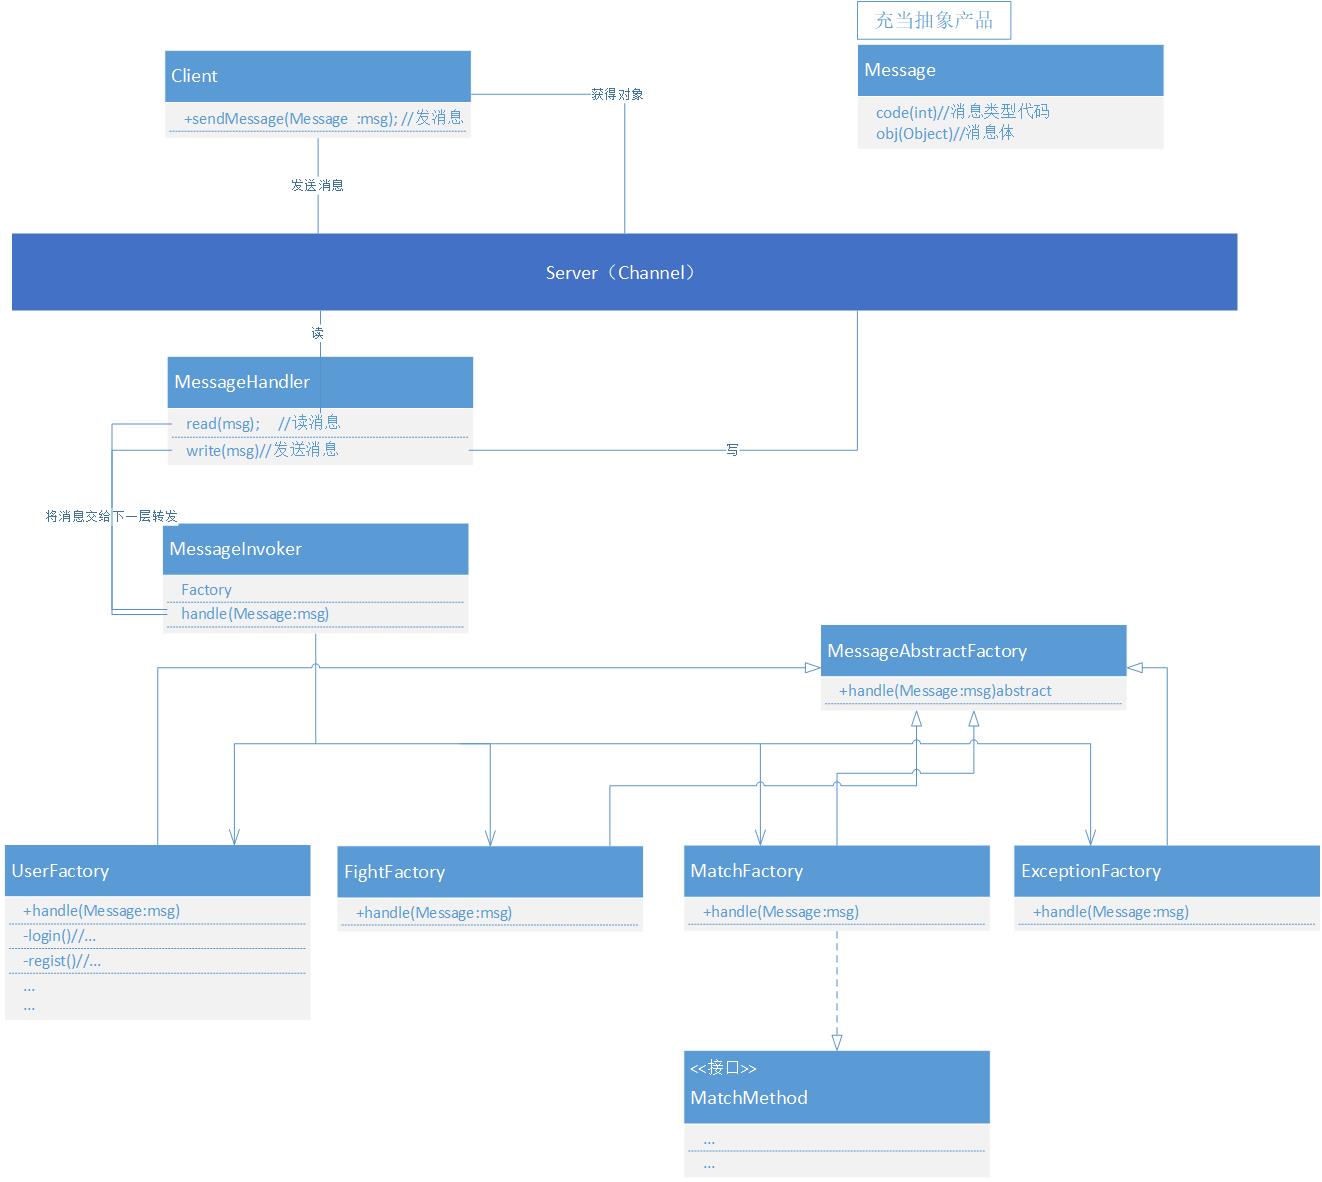 充当抽象产品
Client
+sendMessage(Message :msg); //发消息
获得对象
Message
code(int)//消息类型代码
obj(Object)//消息体
发送消息
Server（Channel）
读
MessageHandler
read(msg); //读消息
write(msg)//发送消息
写
将消息交给下一层转发
MessageInvoker
Factory
handle(Message:msg)
MessageAbstractFactory
+handle(Message:msg)abstract
UserFactory
+handle(Message:msg)
-login()//...
-regist()//...
...
...
FightFactory
+handle(Message:msg)
MatchFactory
+handle(Message:msg)
ExceptionFactory
+handle(Message:msg)
<<接口>>
MatchMethod
...
...